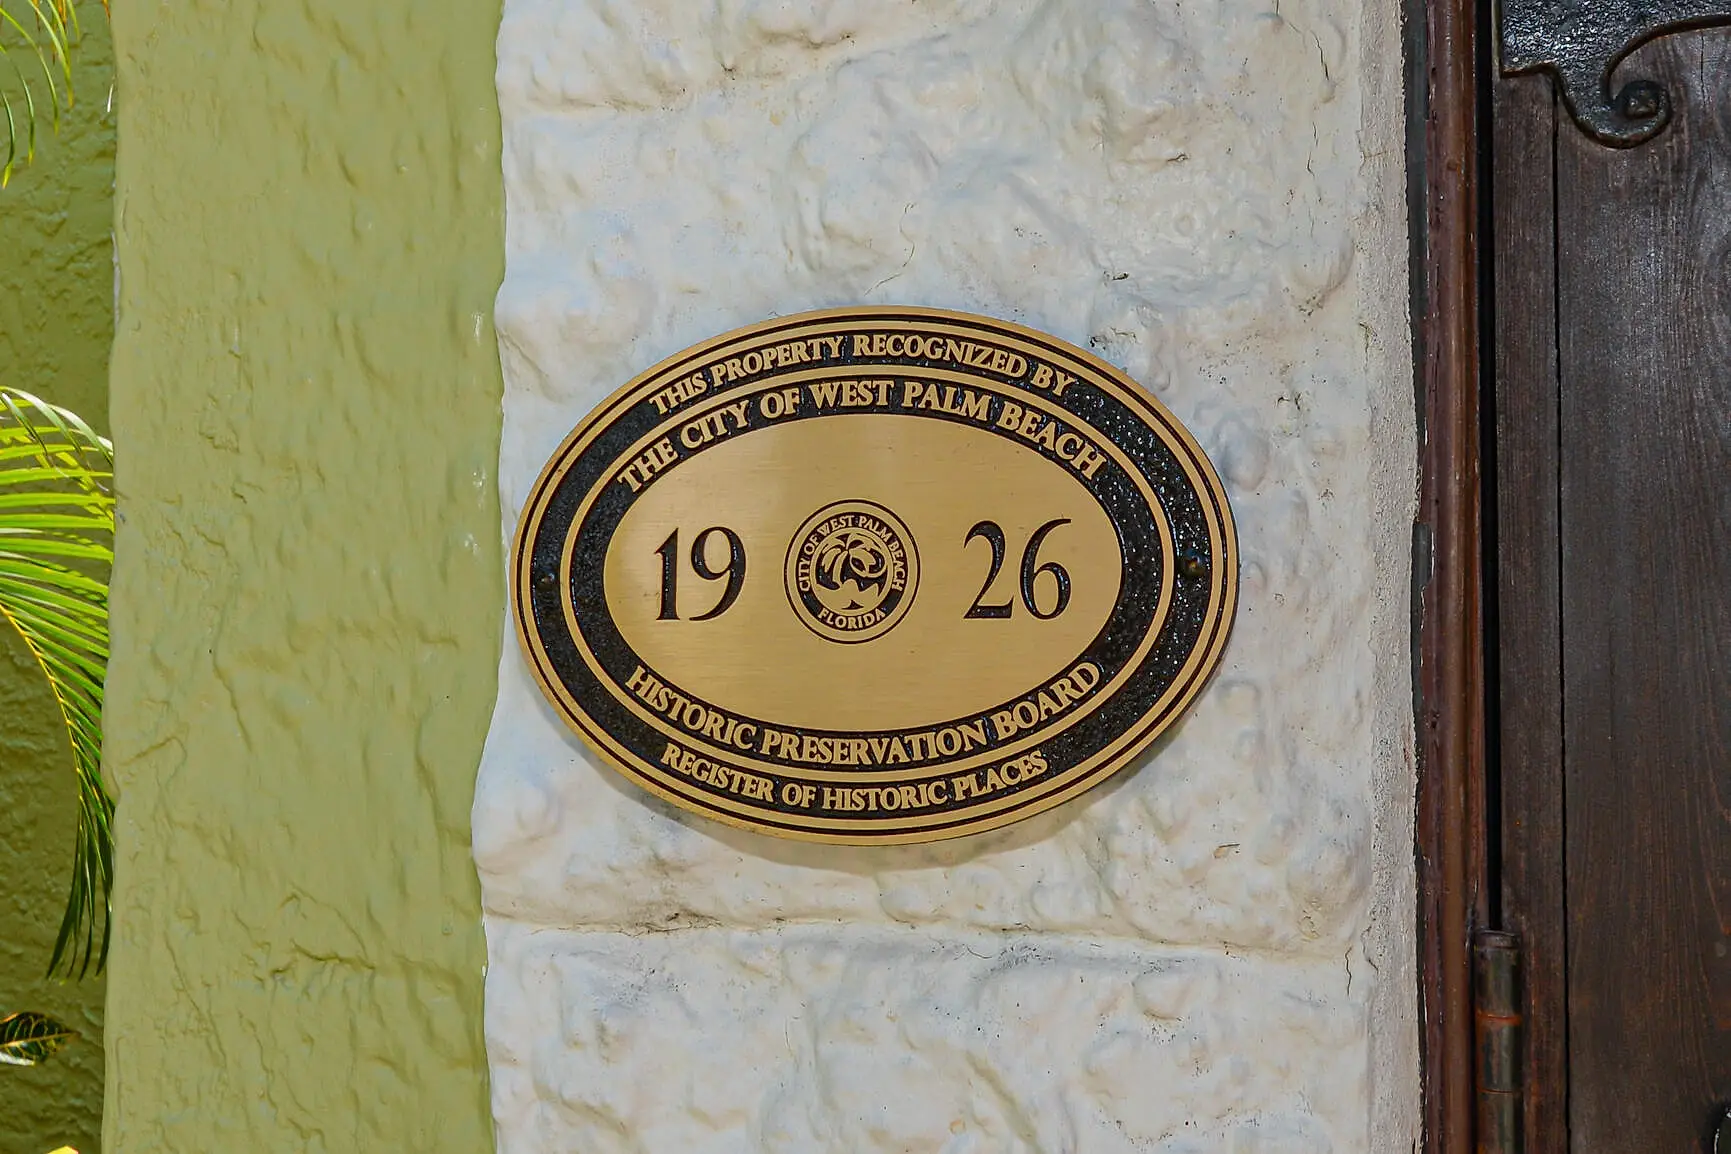 THIS PROPERTY RECOGNIZED BY
THE CITY OF WEST PALM BEACH
19 26
CITY OF WEST PALM BEACH
FLORIDA
HISTORIC PRESERVATION BOARD
REGISTER OF HISTORIC PLACES